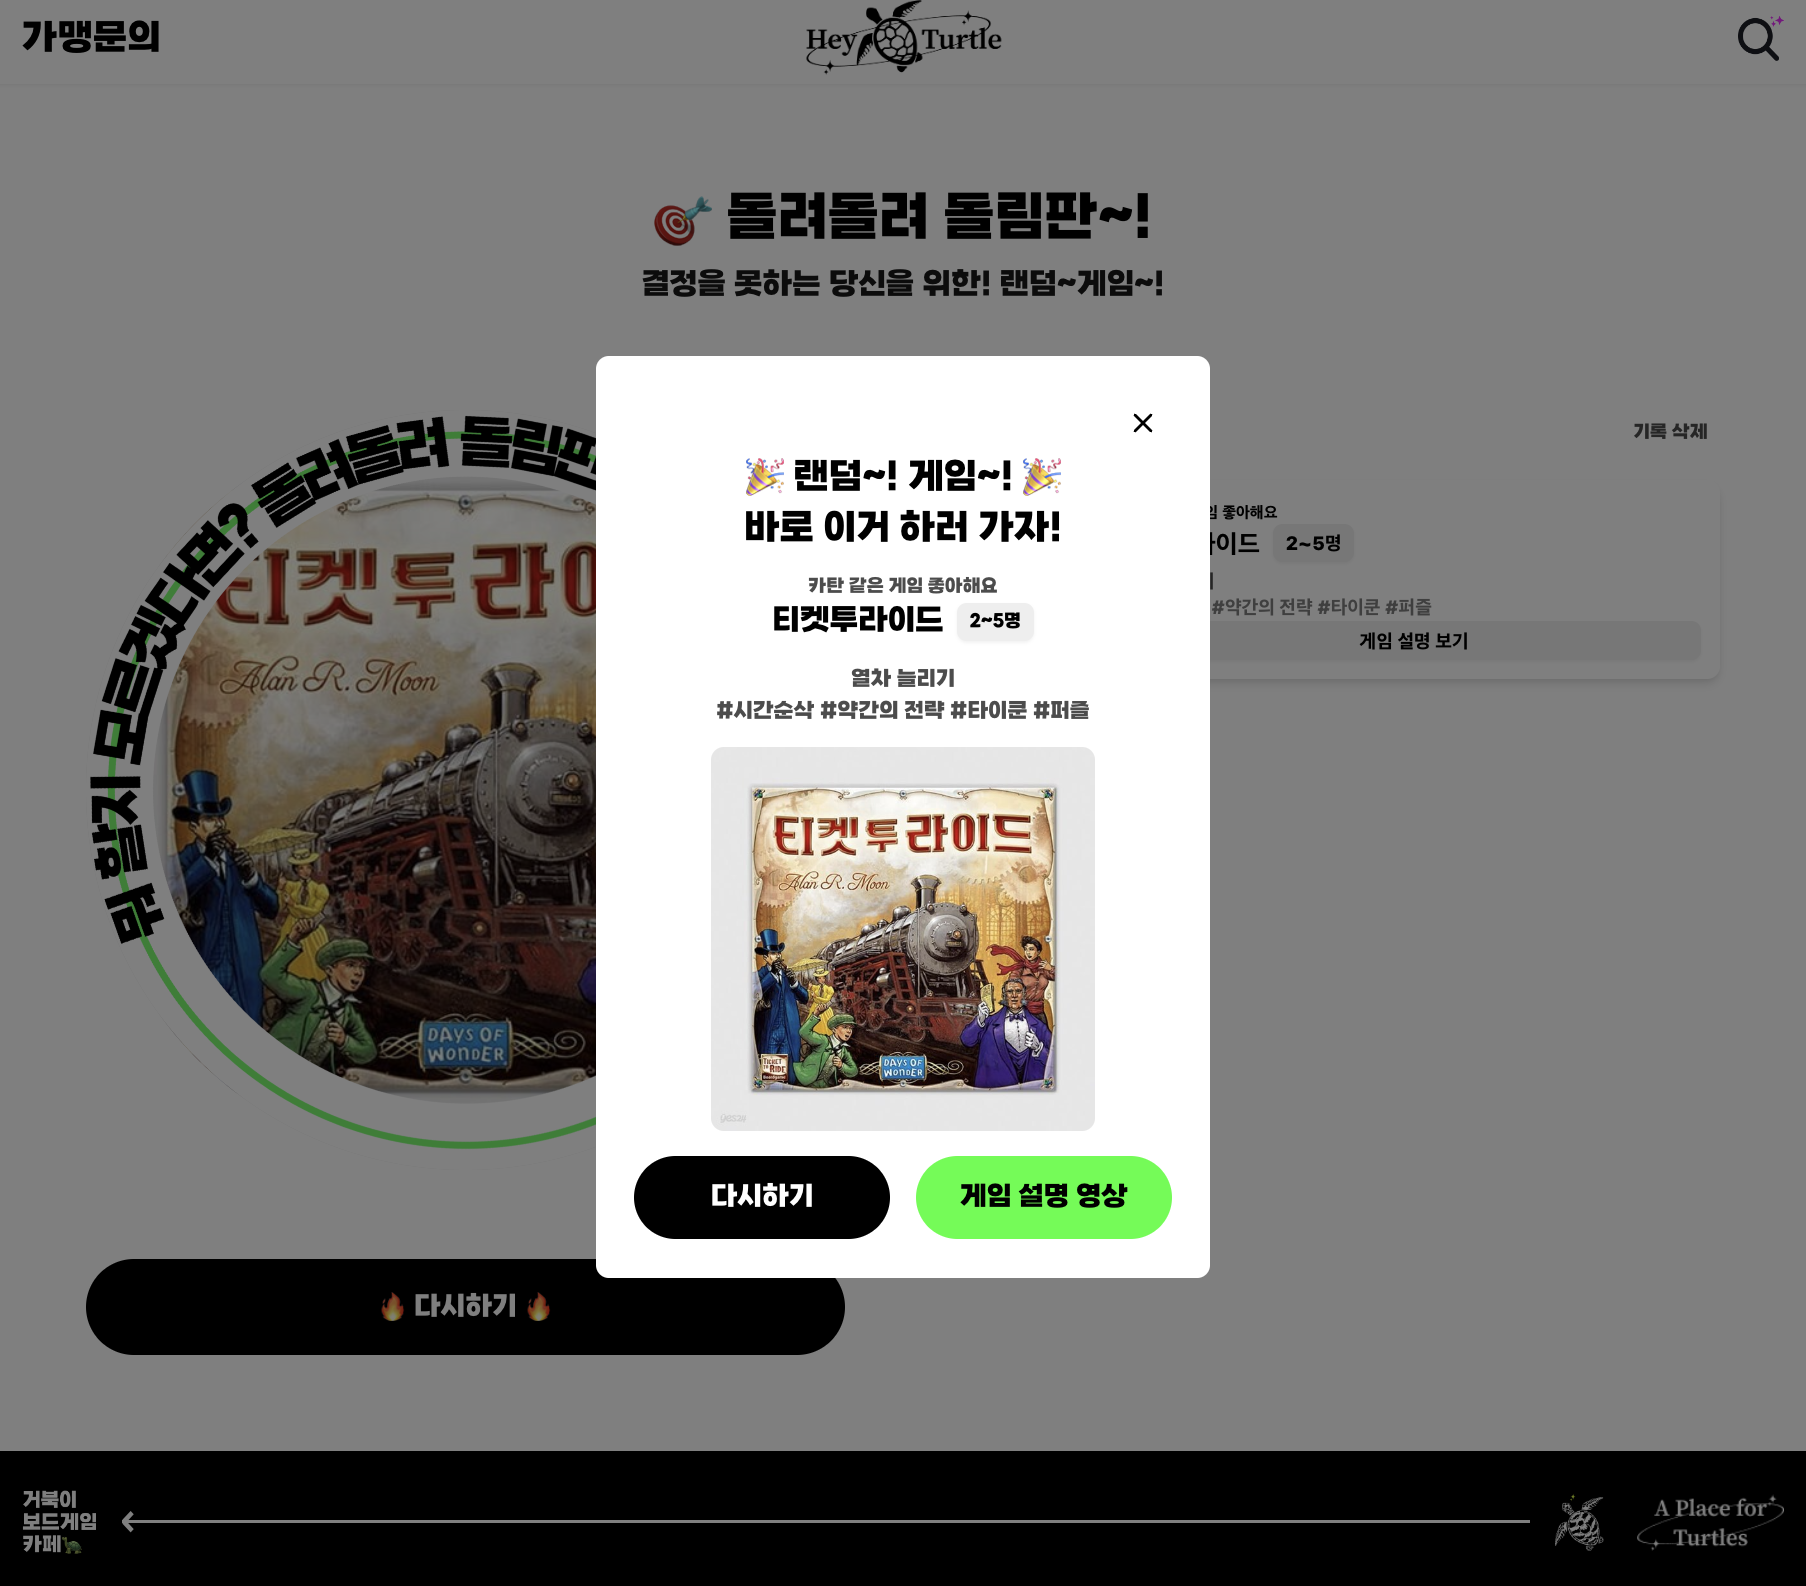 가맹문의
Hey Turtle
🎯 돌려돌려 돌림판~!
결정을 못하는 당신을 위한! 랜덤~게임~!
뭐 할지 모르겠다면? 돌려돌려 돌림판
티켓투라이
Alan R. Moon
DAYS OF
WONDER
🎉 랜덤~! 게임~! 🎉
바로 이거 하러 가자!
카탄 같은 게임 좋아해요
티켓투라이드 2~5명
열차 늘리기
#시간순삭 #약간의 전략 #타이쿤 #퍼즐
티켓투라이드
Alan R. Moon
TICKET
TO RIDE
DAYS OF
WONDER
yes24
다시하기
게임 설명 영상
기록 삭제
임 좋아해요
라이드 2~5명
#약간의 전략 #타이쿤 #퍼즐
게임 설명 보기
🔥 다시하기 🔥
거북이
보드게임
카페🐢
A Place for
Turtles